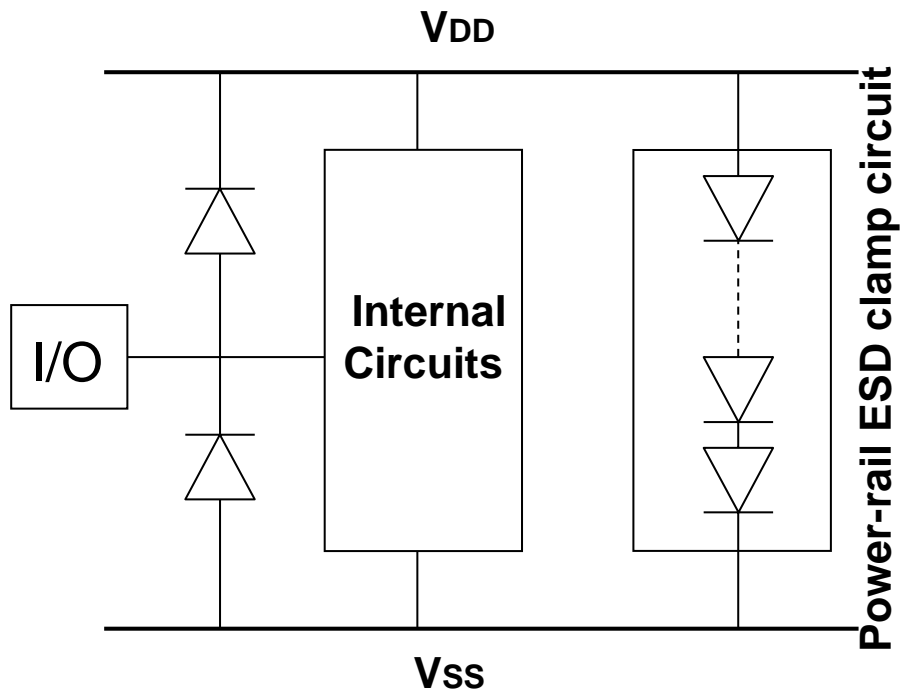 VDD
I/O
Internal
Circuits
Power-rail ESD clamp circuit
VSS